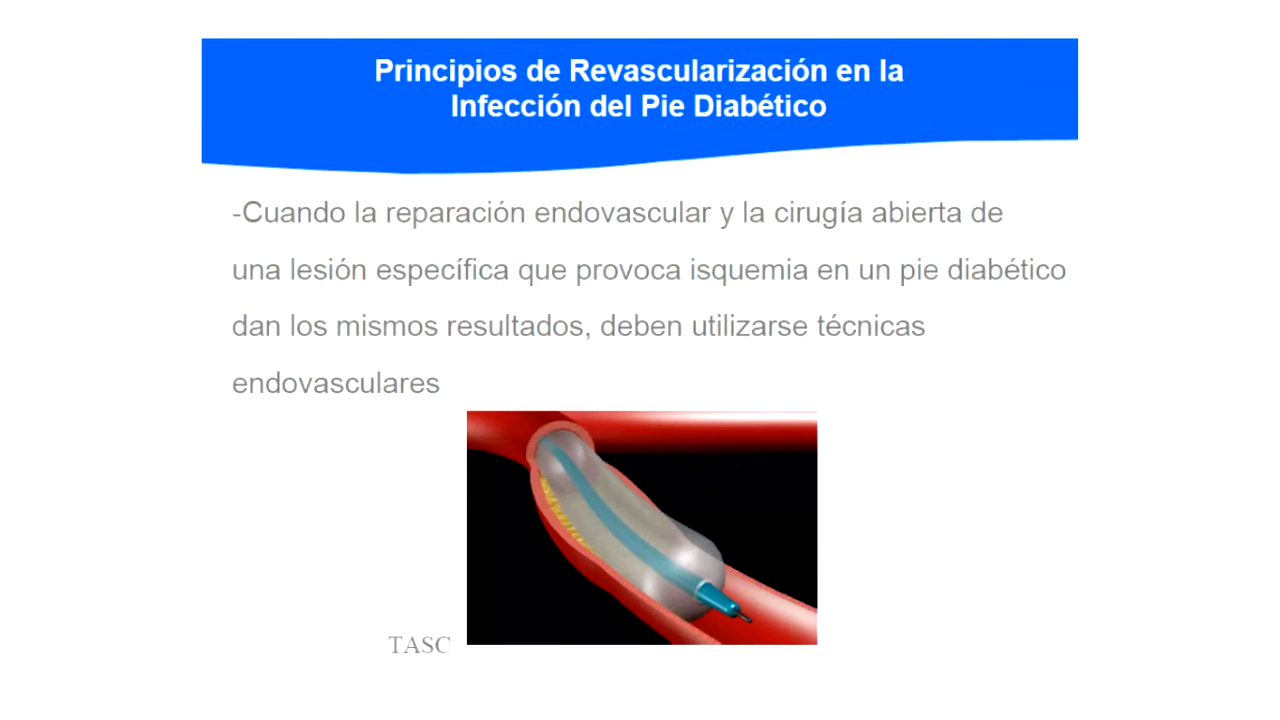 Principios de Revascularización en la
Infección del Pie Diabético
-Cuando la reparación endovascular y la cirugía abierta de
una lesión específica que provoca isquemia en un pie diabético
dan los mismos resultados, deben utilizarse técnicas
endovasculares
TASC